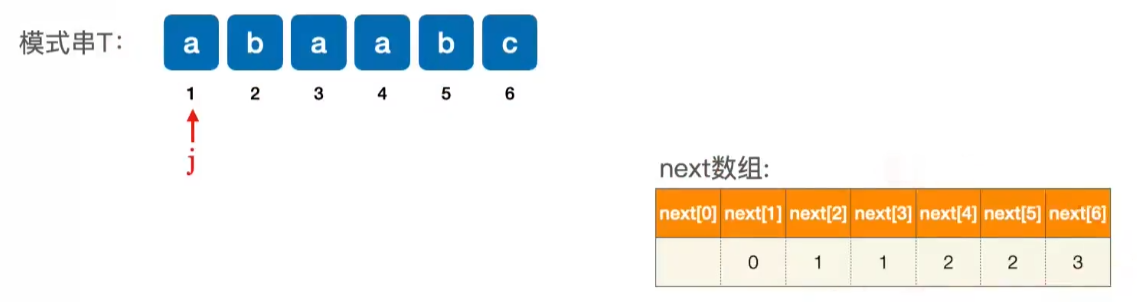 模式串T：
a b a a b c
1 2 3 4 5 6
j
next数组:
next[0] next[1] next[2] next[3] next[4] next[5] next[6]
0 1 1 2 2 3